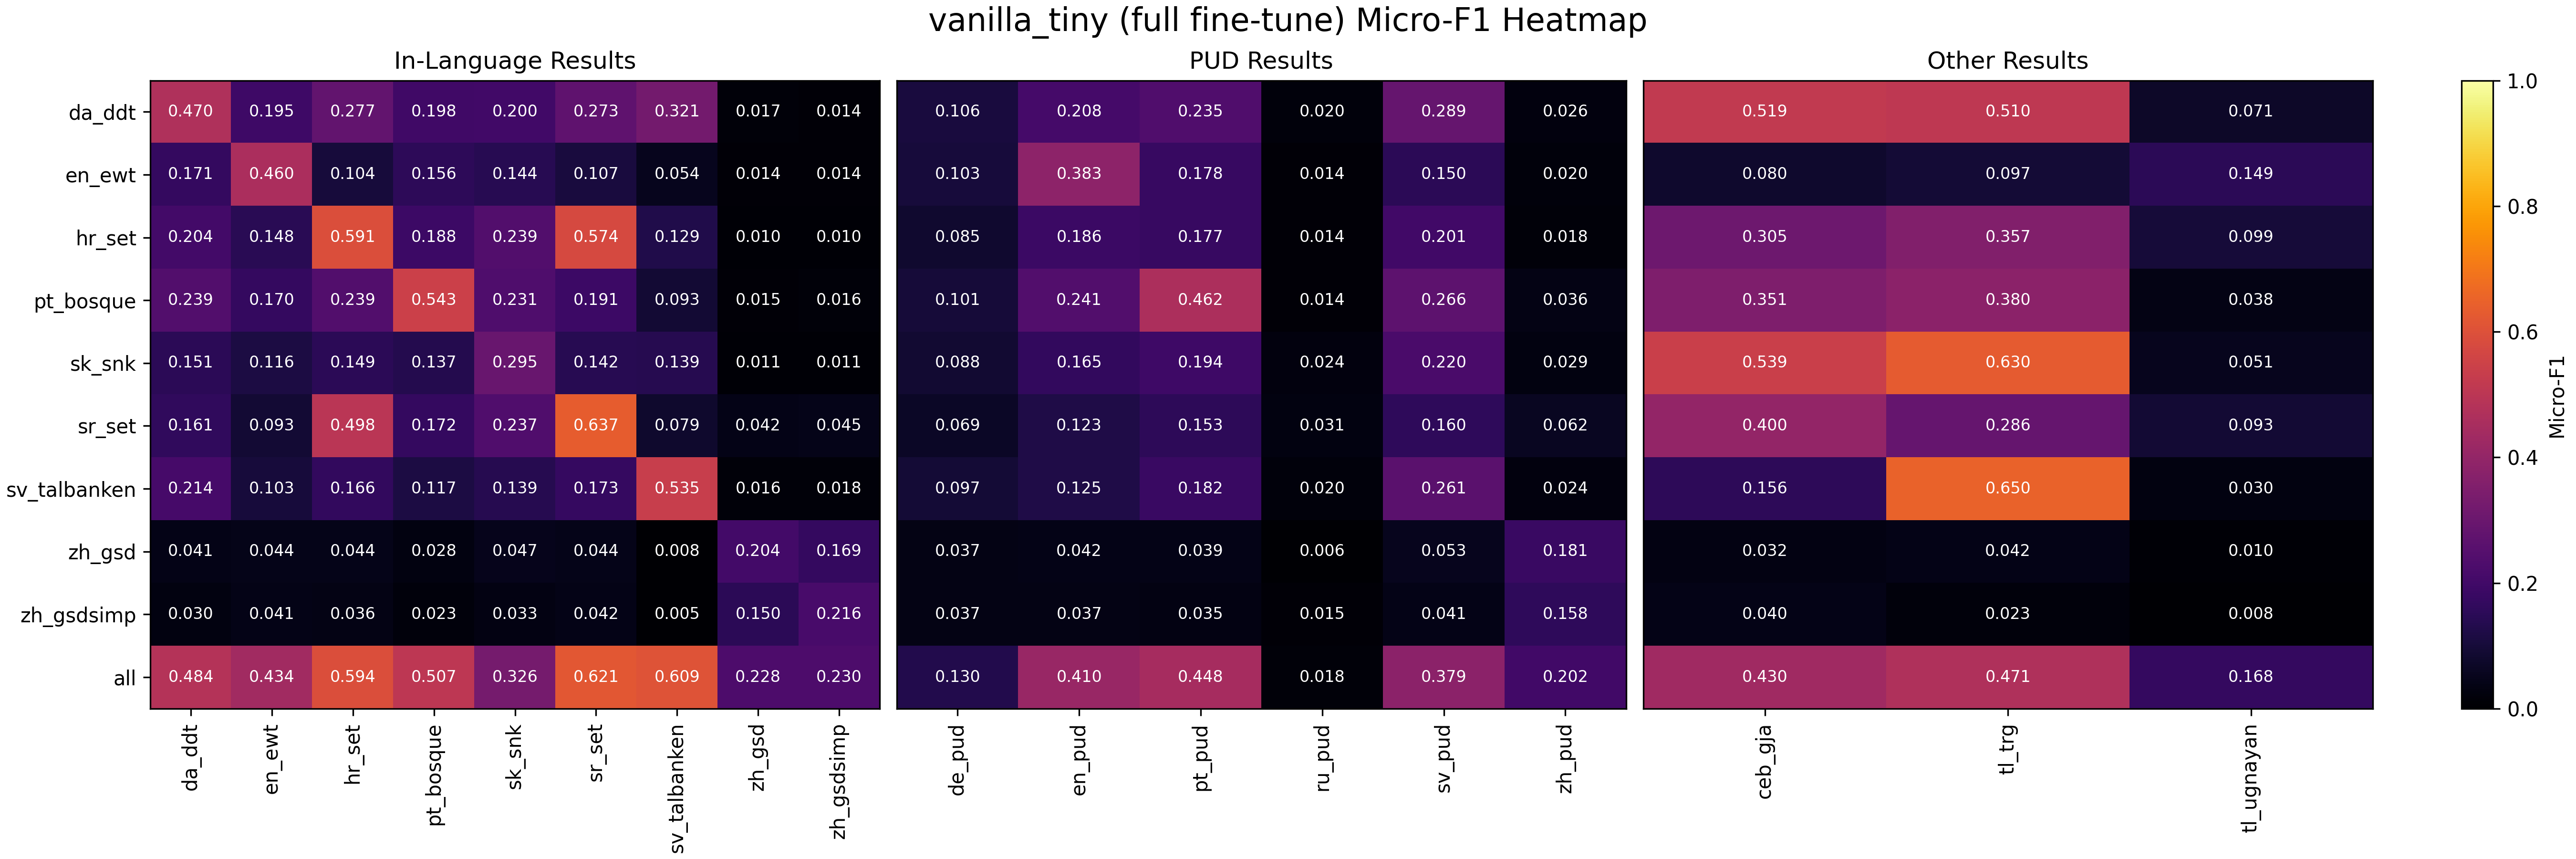 vanilla_tiny (full fine-tune) Micro-F1 Heatmap
In-Language Results PUD Results Other Results
da_ddt 0.470 0.195 0.277 0.198 0.200 0.273 0.321 0.017 0.014 0.106 0.208 0.235 0.020 0.289 0.026 0.519 0.510 0.071
en_ewt 0.171 0.460 0.104 0.156 0.144 0.107 0.054 0.014 0.014 0.103 0.383 0.178 0.014 0.150 0.020 0.080 0.097 0.149
hr_set 0.204 0.148 0.591 0.188 0.239 0.574 0.129 0.010 0.010 0.085 0.186 0.177 0.014 0.201 0.018 0.305 0.357 0.099
pt_bosque 0.239 0.170 0.239 0.543 0.231 0.191 0.093 0.015 0.016 0.101 0.241 0.462 0.014 0.266 0.036 0.351 0.380 0.038
sk_snk 0.151 0.116 0.149 0.137 0.295 0.142 0.139 0.011 0.011 0.088 0.165 0.194 0.024 0.220 0.029 0.539 0.630 0.051
sr_set 0.161 0.093 0.498 0.172 0.237 0.637 0.079 0.042 0.045 0.069 0.123 0.153 0.031 0.160 0.062 0.400 0.286 0.093
sv_talbanken 0.214 0.103 0.166 0.117 0.139 0.173 0.535 0.016 0.018 0.097 0.125 0.182 0.020 0.261 0.024 0.156 0.650 0.030
zh_gsd 0.041 0.044 0.044 0.028 0.047 0.044 0.008 0.204 0.169 0.037 0.042 0.039 0.006 0.053 0.181 0.032 0.042 0.010
zh_gsdsimp 0.030 0.041 0.036 0.023 0.033 0.042 0.005 0.150 0.216 0.037 0.037 0.035 0.015 0.041 0.158 0.040 0.023 0.008
all 0.484 0.434 0.594 0.507 0.326 0.621 0.609 0.228 0.230 0.130 0.410 0.448 0.018 0.379 0.202 0.430 0.471 0.168
da_ddt en_ewt hr_set pt_bosque sk_snk sr_set sv_talbanken zh_gsd zh_gsdsimp de_pud en_pud pt_pud ru_pud sv_pud zh_pud ceb_gja tl_trg tl_ugnayan
1.0
0.8
0.6
0.4
0.2
0.0
Micro-F1